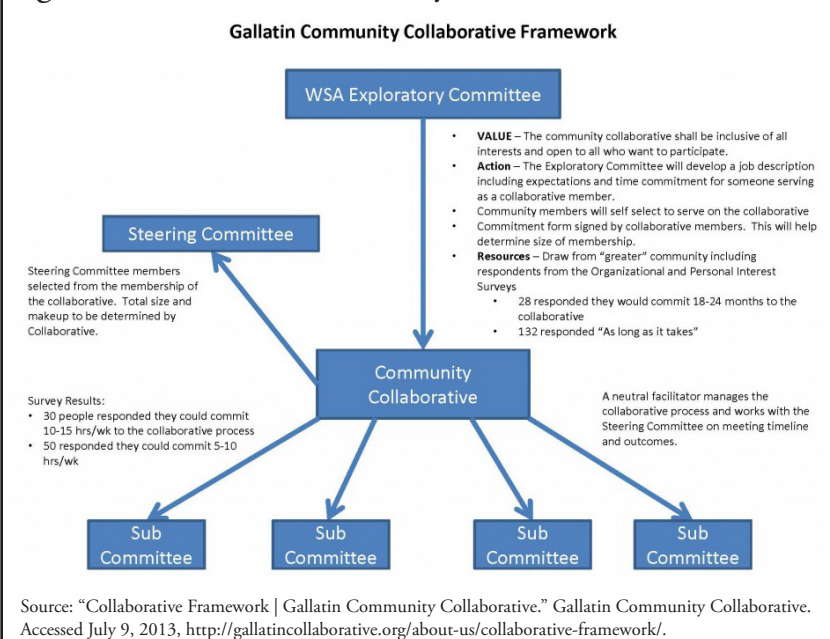 Gallatin Community Collaborative Framework
WSA Exploratory Committee
• VALUE – The community collaborative shall be inclusive of all
interests and open to all who want to participate.
• Action – The Exploratory Committee will develop a job description
including expectations and time commitment for someone serving
as a collaborative member.
• Community members will self select to serve on the collaborative
• Commitment form signed by collaborative members. This will help
determine size of membership.
• Resources – Draw from “greater” community including
respondents from the Organizational and Personal Interest
Surveys
• 28 responded they would commit 18-24 months to the
collaborative
• 132 responded “As long as it takes”
Steering Committee
Steering Committee members
selected from the membership of
the collaborative. Total size and
makeup to be determined by
Collaborative.
Community
Collaborative
Survey Results:
• 30 people responded they could commit
10-15 hrs/wk to the collaborative process
• 50 responded they could commit 5-10
hrs/wk
A neutral facilitator manages the
collaborative process and works with the
Steering Committee on meeting timeline
and outcomes.
Sub
Committee
Sub
Committee
Sub
Committee
Sub
Committee
Source: “Collaborative Framework | Gallatin Community Collaborative.” Gallatin Community Collaborative.
Accessed July 9, 2013, http://gallatincollaborative.org/about-us/collaborative-framework/.